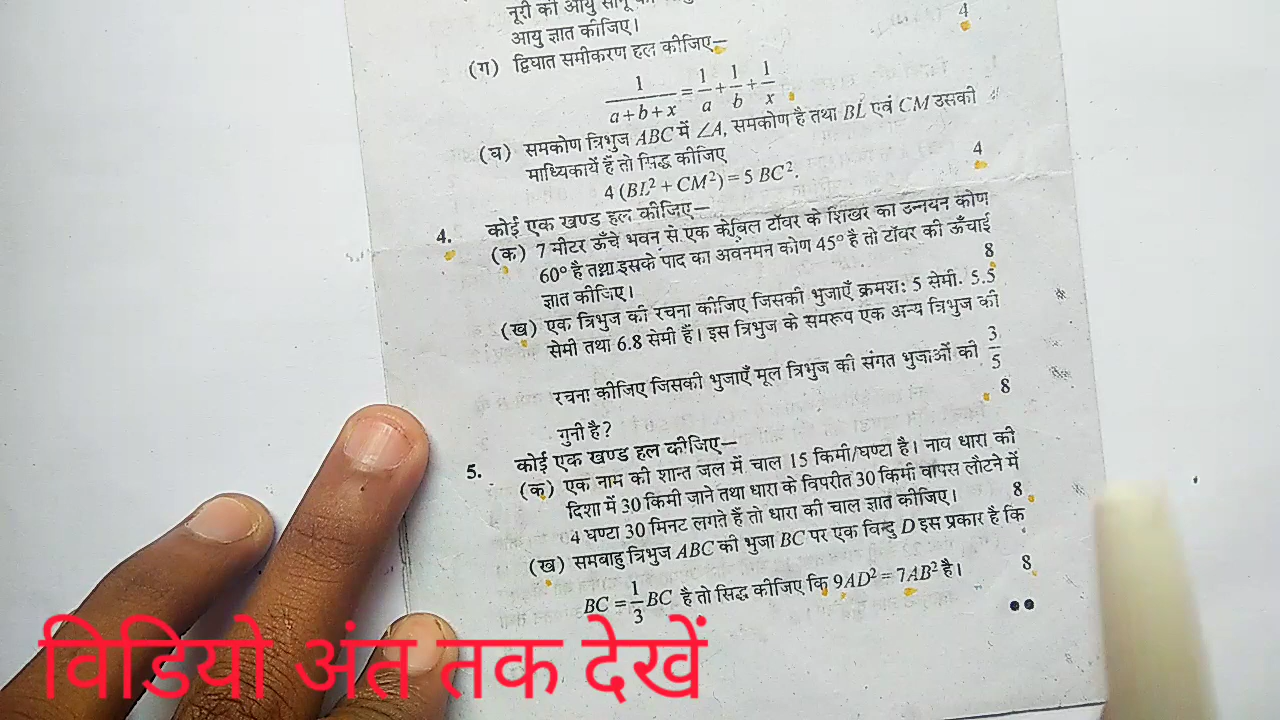 नूरी की आयु सोनू की
आयु ज्ञात कीजिए। 4
(ग) द्विघात समीकरण हल कीजिए—
1/(a+b+x) = 1/a + 1/b + 1/x
(घ) समकोण त्रिभुज ABC में ∠A, समकोण है तथा BL एवं CM उसकी
माध्यिकायें हैं तो सिद्ध कीजिए 4
4 (BL² + CM²) = 5 BC².
4. कोई एक खण्ड हल कीजिए—
(क) 7 मीटर ऊँचे भवन से एक केबिल टॉवर के शिखर का उन्नयन कोण
60° है तथा इसके पाद का अवनमन कोण 45° है तो टॉवर की ऊँचाई
ज्ञात कीजिए। 8
(ख) एक त्रिभुज की रचना कीजिए जिसकी भुजाएँ क्रमश: 5 सेमी. 5.5
सेमी तथा 6.8 सेमी हैं। इस त्रिभुज के समरूप एक अन्य त्रिभुज की
रचना कीजिए जिसकी भुजाएँ मूल त्रिभुज की संगत भुजाओं की 3/5
गुनी है? 8
5. कोई एक खण्ड हल कीजिए—
(क) एक नाम की शान्त जल में चाल 15 किमी/घण्टा है। नाव धारा की
दिशा में 30 किमी जाने तथा धारा के विपरीत 30 किमी वापस लौटने में
4 घण्टा 30 मिनट लगते हैं तो धारा की चाल ज्ञात कीजिए। 8
(ख) समबाहु त्रिभुज ABC की भुजा BC पर एक विन्दु D इस प्रकार है कि
BC = 1/3 BC है तो सिद्ध कीजिए कि 9AD² = 7AB² है। 8
विडियो अंत तक देखें